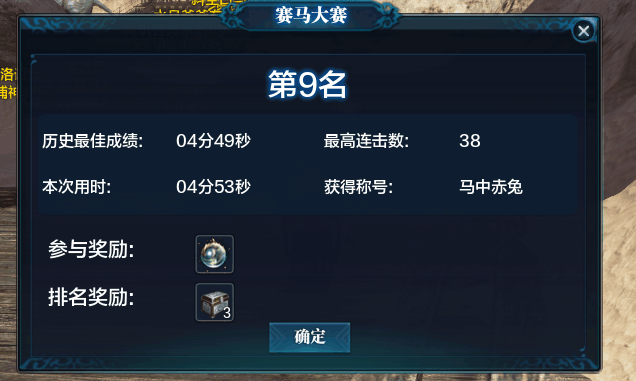 赛马大赛
第9名
历史最佳成绩: 04分49秒 最高连击数: 38
本次用时: 04分53秒 获得称号: 马中赤兔
参与奖励:
排名奖励: 3
确定